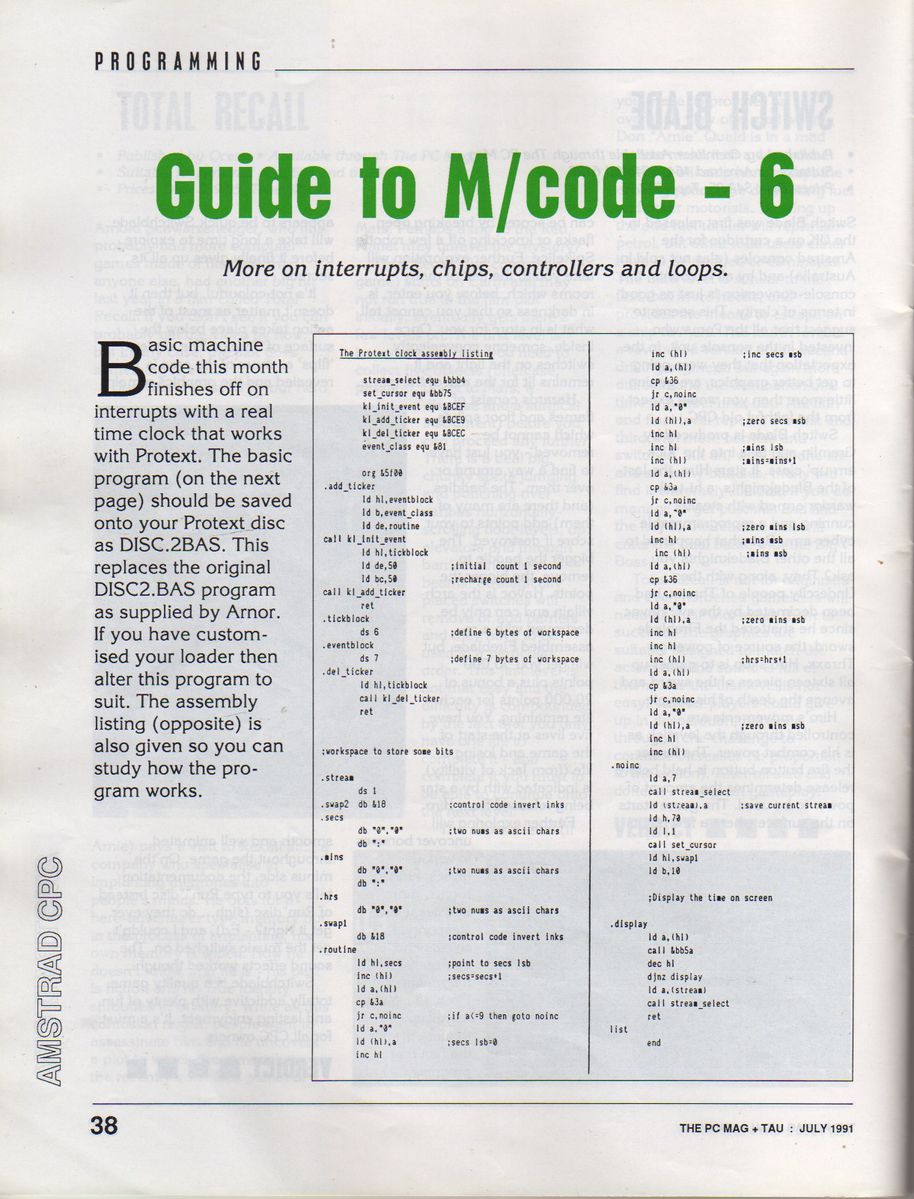 PROGRAMMING
Guide to M/code - 6
More on interrupts, chips, controllers and loops.
Basic machine
code this month
finishes off on
interrupts with a real
time clock that works
with Protext. The basic
program (on the next
page) should be saved
onto your Protext disc
as DISC.2BAS. This
replaces the original
DISC2.BAS program
as supplied by Arnor.
If you have custom-
ised your loader then
alter this program to
suit. The assembly
listing (opposite) is
also given so you can
study how the pro-
gram works.
The Protext clock assembly listing
stream_select equ &bbb4
set_cursor equ &bb75
kl_init_event equ &BCEF
kl_add_ticker equ &BCE9
kl_del_ticker equ &BCEC
event_class equ &81
org &5f00
.add_ticker
ld hl,eventblock
ld b,event_class
ld de,routine
call kl_init_event
ld hl,tickblock
ld de,50 ;initial count 1 second
ld bc,50 ;recharge count 1 second
call kl_add_ticker
ret
.tickblock
ds 6 ;define 6 bytes of workspace
.eventblock
ds 7 ;define 7 bytes of workspace
.del_ticker
ld hl,tickblock
call kl_del_ticker
ret
;workspace to store some bits
.stream
ds 1
.swap2 db &18 ;control code invert inks
.secs
db "0","0" ;two nums as ascii chars
db ":"
.mins
db "0","0" ;two nums as ascii chars
db ":"
.hrs
db "0","0" ;two nums as ascii chars
.swap1
db &18 ;control code invert inks
.routine
ld hl,secs ;point to secs lsb
inc (hl) ;secs=secs+1
ld a,(hl)
cp &3a
jr c,noinc ;if a(=9 then goto noinc
ld a,"0"
ld (hl),a ;secs lsb=0
inc hl
inc (hl) ;inc secs msb
ld a,(hl)
cp &36
jr c,noinc
ld a,"0"
ld (hl),a ;zero secs msb
inc hl
inc hl ;mins lsb
inc (hl) ;mins=mins+1
ld a,(hl)
cp &3a
jr c,noinc
ld a,"0"
ld (hl),a ;zero mins lsb
inc hl ;mins msb
inc (hl) ;mins msb
ld a,(hl)
cp &36
jr c,noinc
ld a,"0"
ld (hl),a ;zero mins msb
inc hl
inc hl
inc (hl) ;hrs=hrs+1
ld a,(hl)
cp &3a
jr c,noinc
ld a,"0"
ld (hl),a ;zero mins msb
inc hl
inc (hl)
.noinc
ld a,7
call stream_select
ld (stream),a ;save current stream
ld h,70
ld l,1
call set_cursor
ld hl,swap1
ld b,10
;Display the time on screen
.display
ld a,(hl)
call &bb5a
dec hl
djnz display
ld a,(stream)
call stream_select
ret
list
end
AMSTRAD CPC
38
THE PC MAG + TAU : JULY 1991